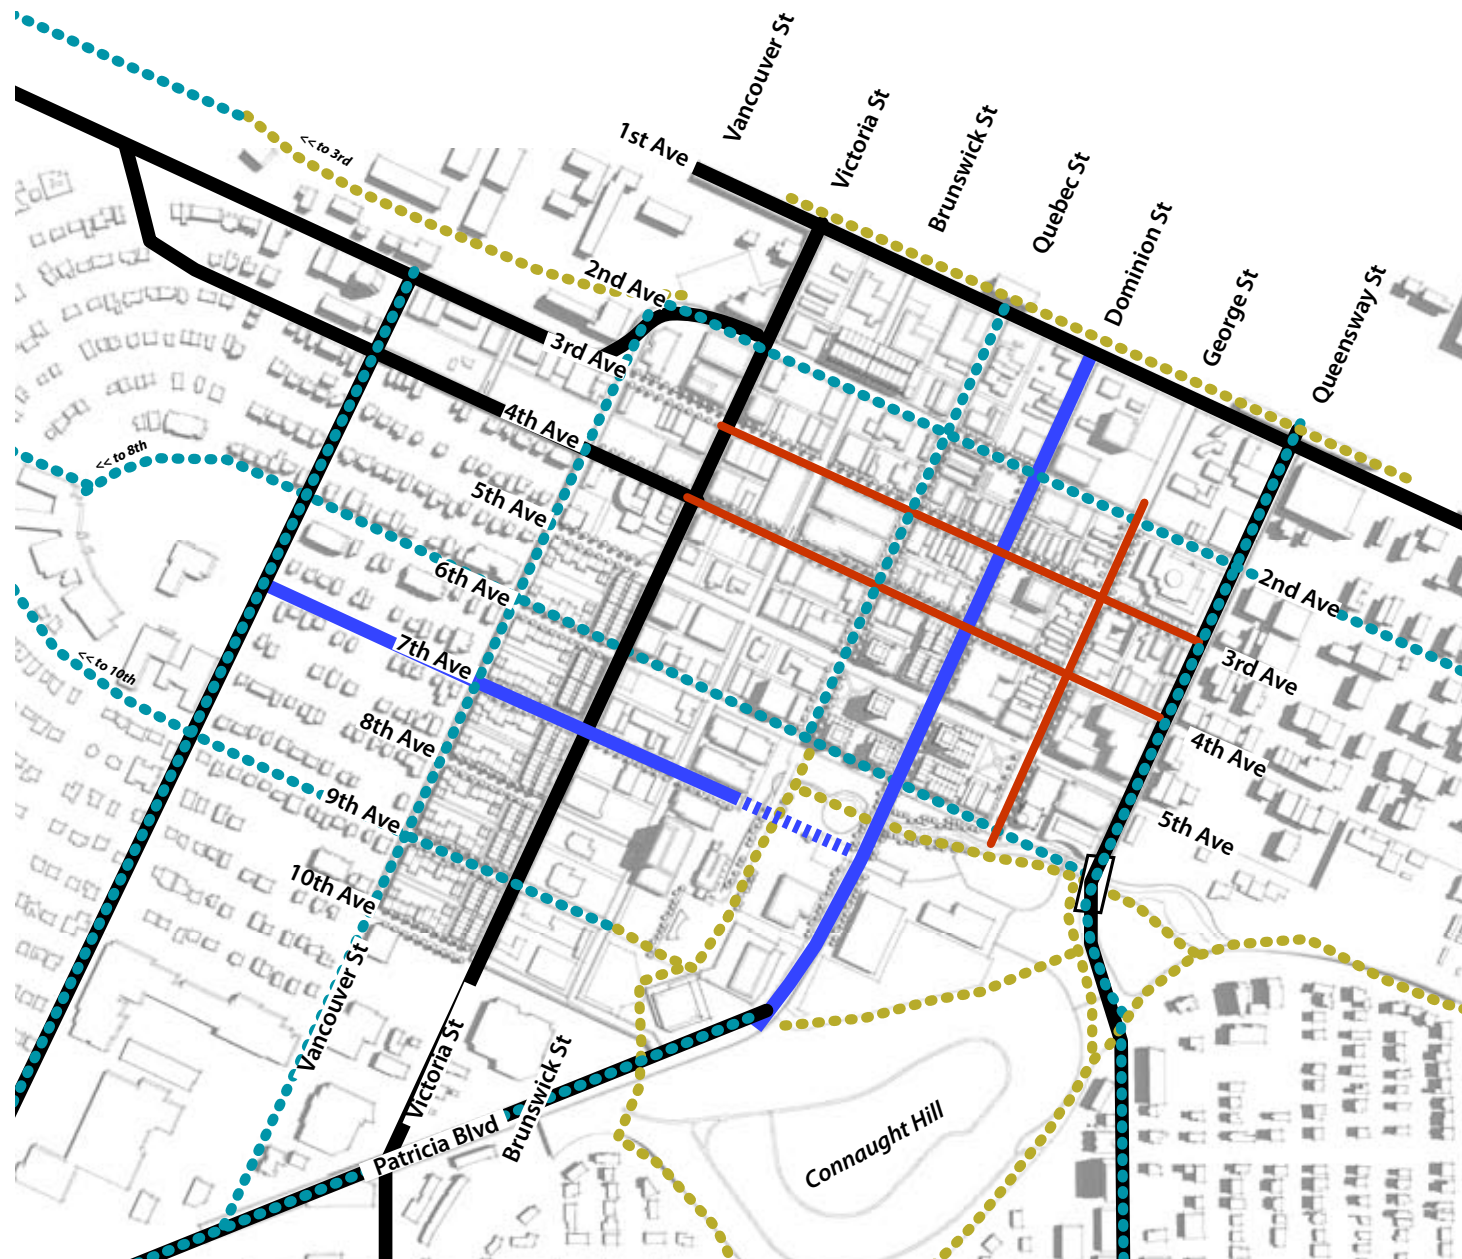 Vancouver St
Victoria St
Brunswick St
Quebec St
Dominion St
George St
Queensway St
1st Ave
<< to 3rd
2nd Ave
3rd Ave
4th Ave
<< to 8th
5th Ave
6th Ave
7th Ave
<< to 10th
8th Ave
9th Ave
10th Ave
2nd Ave
3rd Ave
4th Ave
5th Ave
Vancouver St
Victoria St
Brunswick St
Patricia Blvd
Connaught Hill